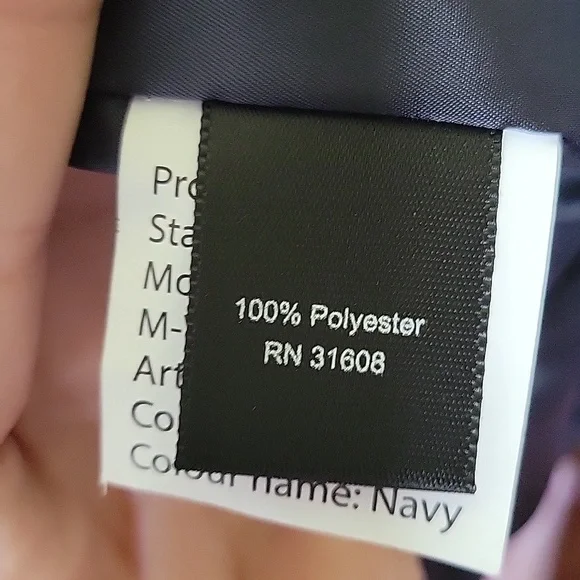 Pro
Sta
Mo
M-
Art
Co
Colour name: Navy
100% Polyester
RN 31608